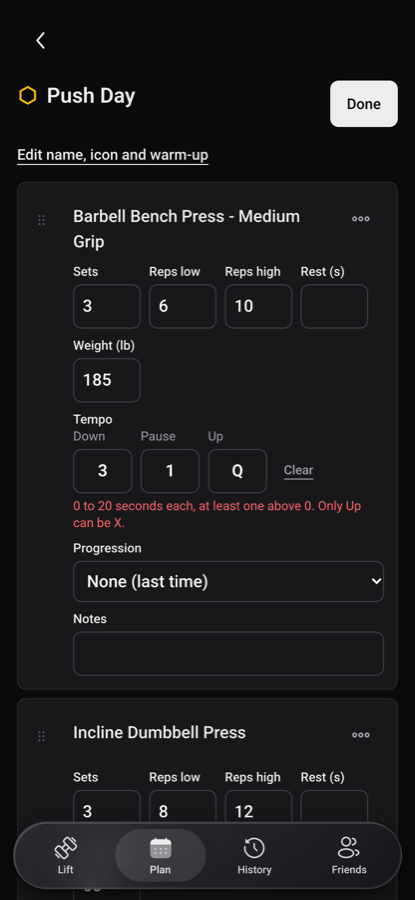 Push Day
Done
Edit name, icon and warm-up
Barbell Bench Press - Medium
Grip
Sets Reps low Reps high Rest (s)
3 6 10
Weight (lb)
185
Tempo
Down Pause Up
3 1 Q Clear
0 to 20 seconds each, at least one above 0. Only Up
can be X.
Progression
None (last time)
Notes
Incline Dumbbell Press
Sets Reps low Reps high Rest (s)
3 8 12
Lift Plan History Friends